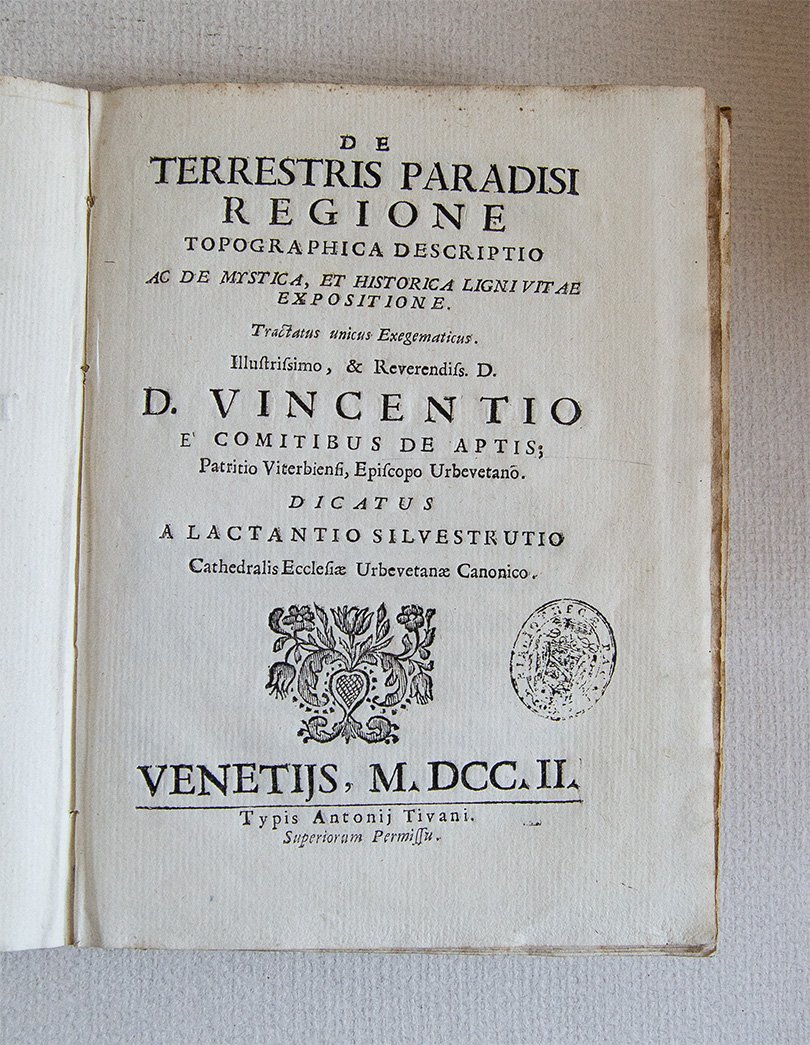 DE
TERRESTRIS PARADISI
REGIONE
TOPOGRAPHICA DESCRIPTIO
AC DE MYSTICA, ET HISTORICA LIGNI VITAE
EXPOSITIONE.
Tractatus unicus Exegematicus.
Illuſtriſsimo, & Reverendiſs. D.
D. VINCENTIO
E' COMITIBUS DE APTIS;
Patritio Viterbienſi, Epiſcopo Urbevetanõ.
DICATUS
A LACTANTIO SILVESTRUTIO
Cathedralis Eccleſiæ Urbevetanæ Canonico.
VENETIJS, M. DCC. II.
Typis Antonij Tivani.
Superiorum Permiſſu.